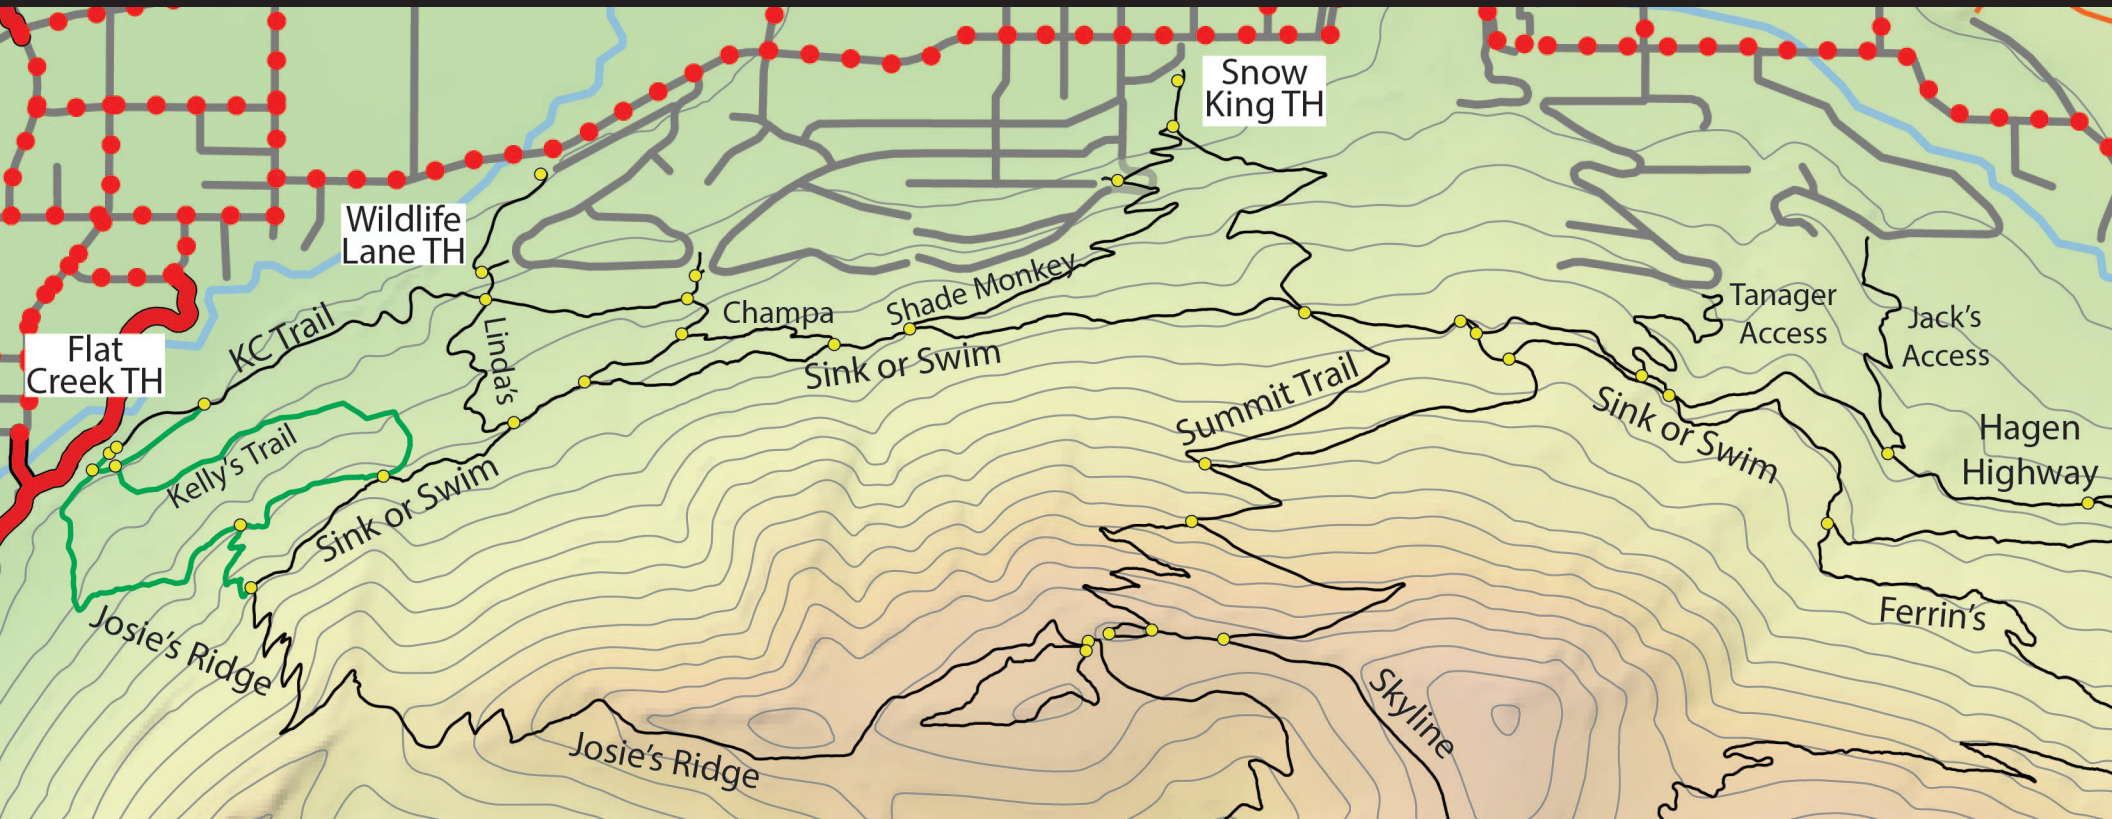 Snow
King TH
Wildlife
Lane TH
KC Trail
Linda's
Champa
Shade Monkey
Sink or Swim
Tanager
Access
Jack's
Access
Flat
Creek TH
Kelly's Trail
Sink or Swim
Summit Trail
Sink or Swim
Hagen
Highway
Josie's Ridge
Josie's Ridge
Ferrin's
Skyline